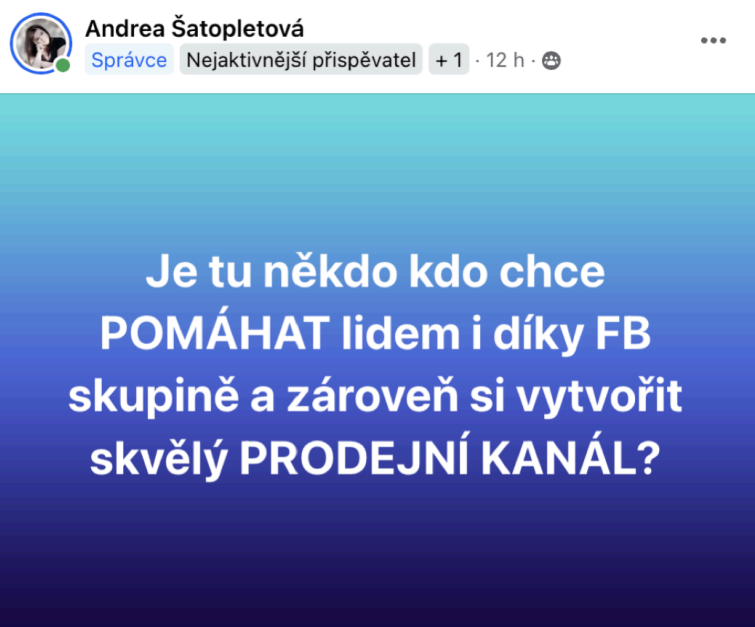 Andrea Šatopletová
Správce Nejaktivnější přispěvatel + 1 · 12 h ·
Je tu někdo kdo chce
POMÁHAT lidem i díky FB
skupině a zároveň si vytvořit
skvělý PRODEJNÍ KANÁL?